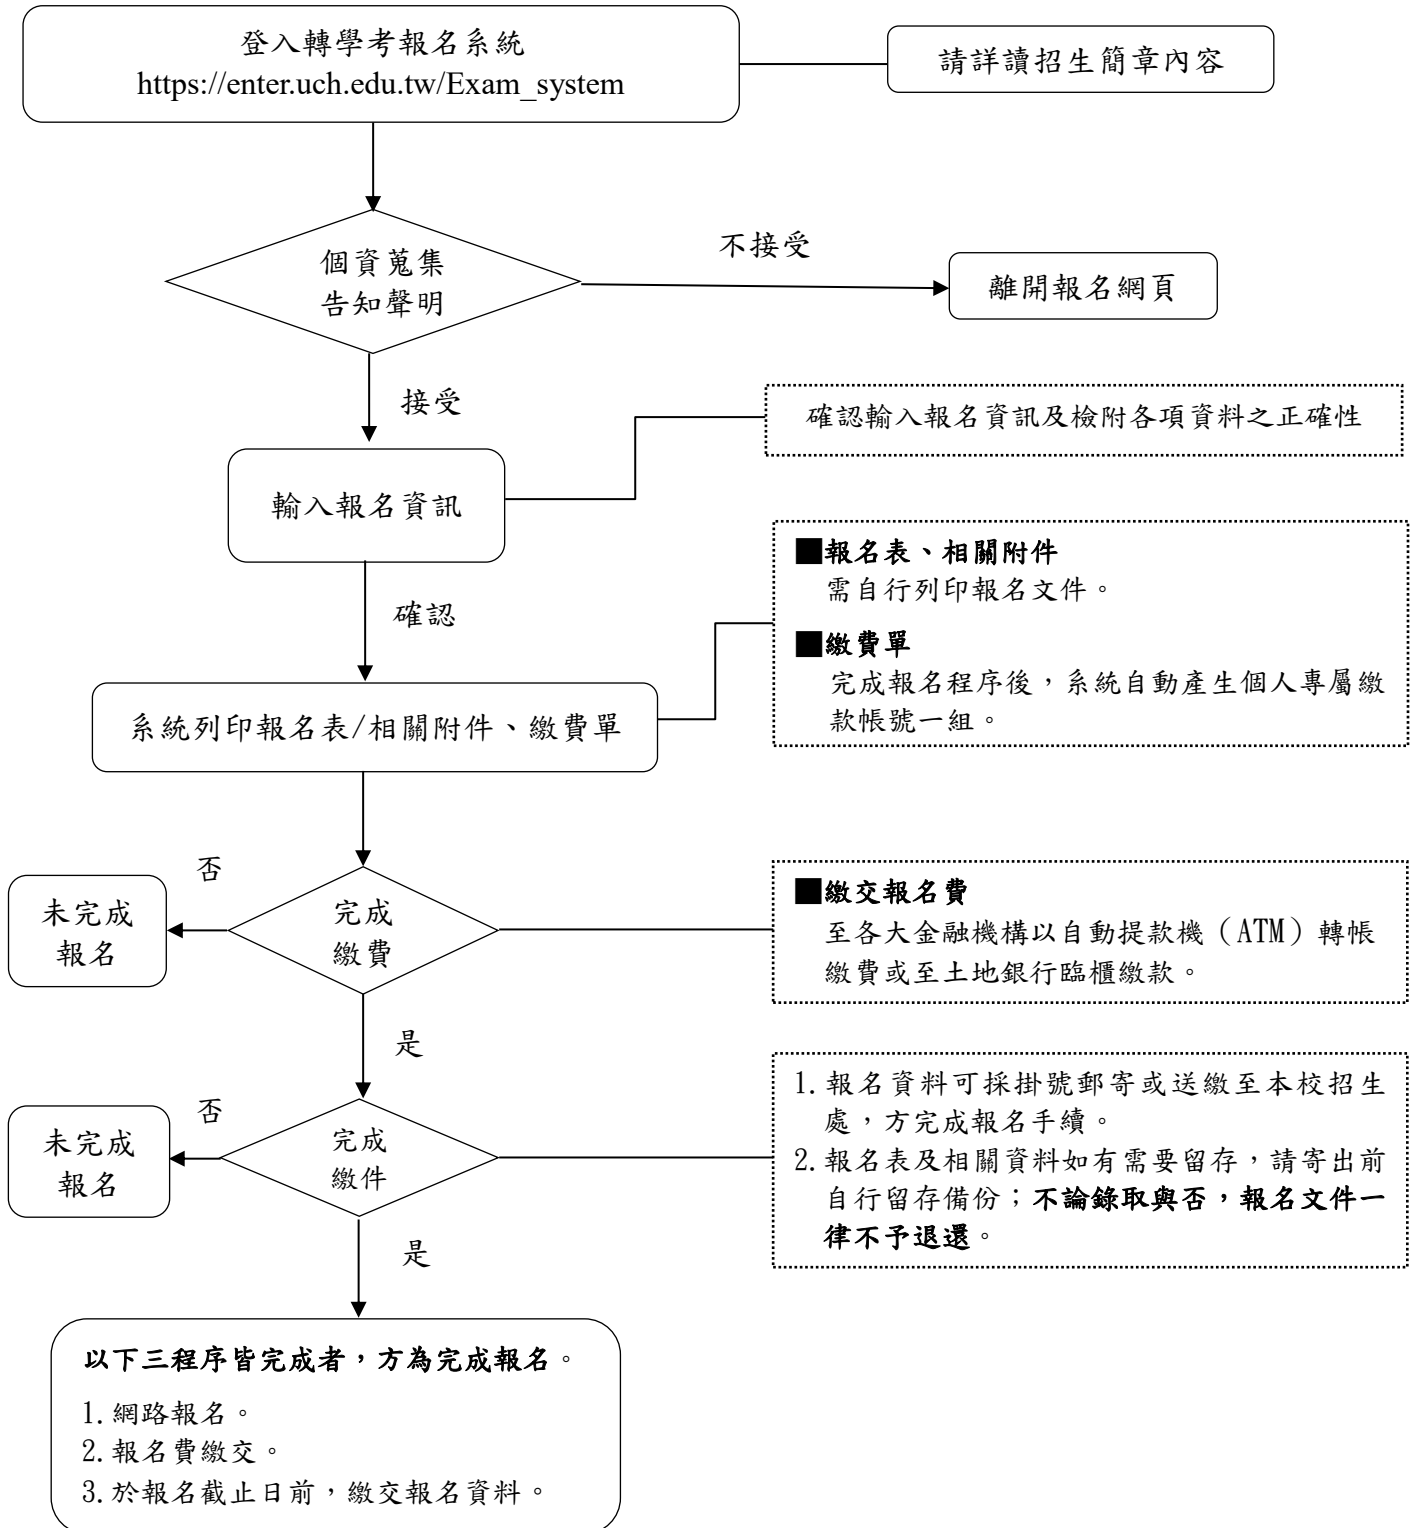 登入轉學考報名系統
https://enter.uch.edu.tw/Exam_system
請詳讀招生簡章內容
個資蒐集
告知聲明
不接受
離開報名網頁
接受
確認輸入報名資訊及檢附各項資料之正確性
輸入報名資訊
確認
■報名表、相關附件
需自行列印報名文件。
■繳費單
完成報名程序後，系統自動產生個人專屬繳
款帳號一組。
系統列印報名表/相關附件、繳費單
否
未完成
報名
完成
繳費
■繳交報名費
至各大金融機構以自動提款機（ATM）轉帳
繳費或至土地銀行臨櫃繳款。
是
否
未完成
報名
完成
繳件
1.報名資料可採掛號郵寄或送繳至本校招生
處，方完成報名手續。
2.報名表及相關資料如有需要留存，請寄出前
自行留存備份；不論錄取與否，報名文件一
律不予退還。
是
以下三程序皆完成者，方為完成報名。
1.網路報名。
2.報名費繳交。
3.於報名截止日前，繳交報名資料。